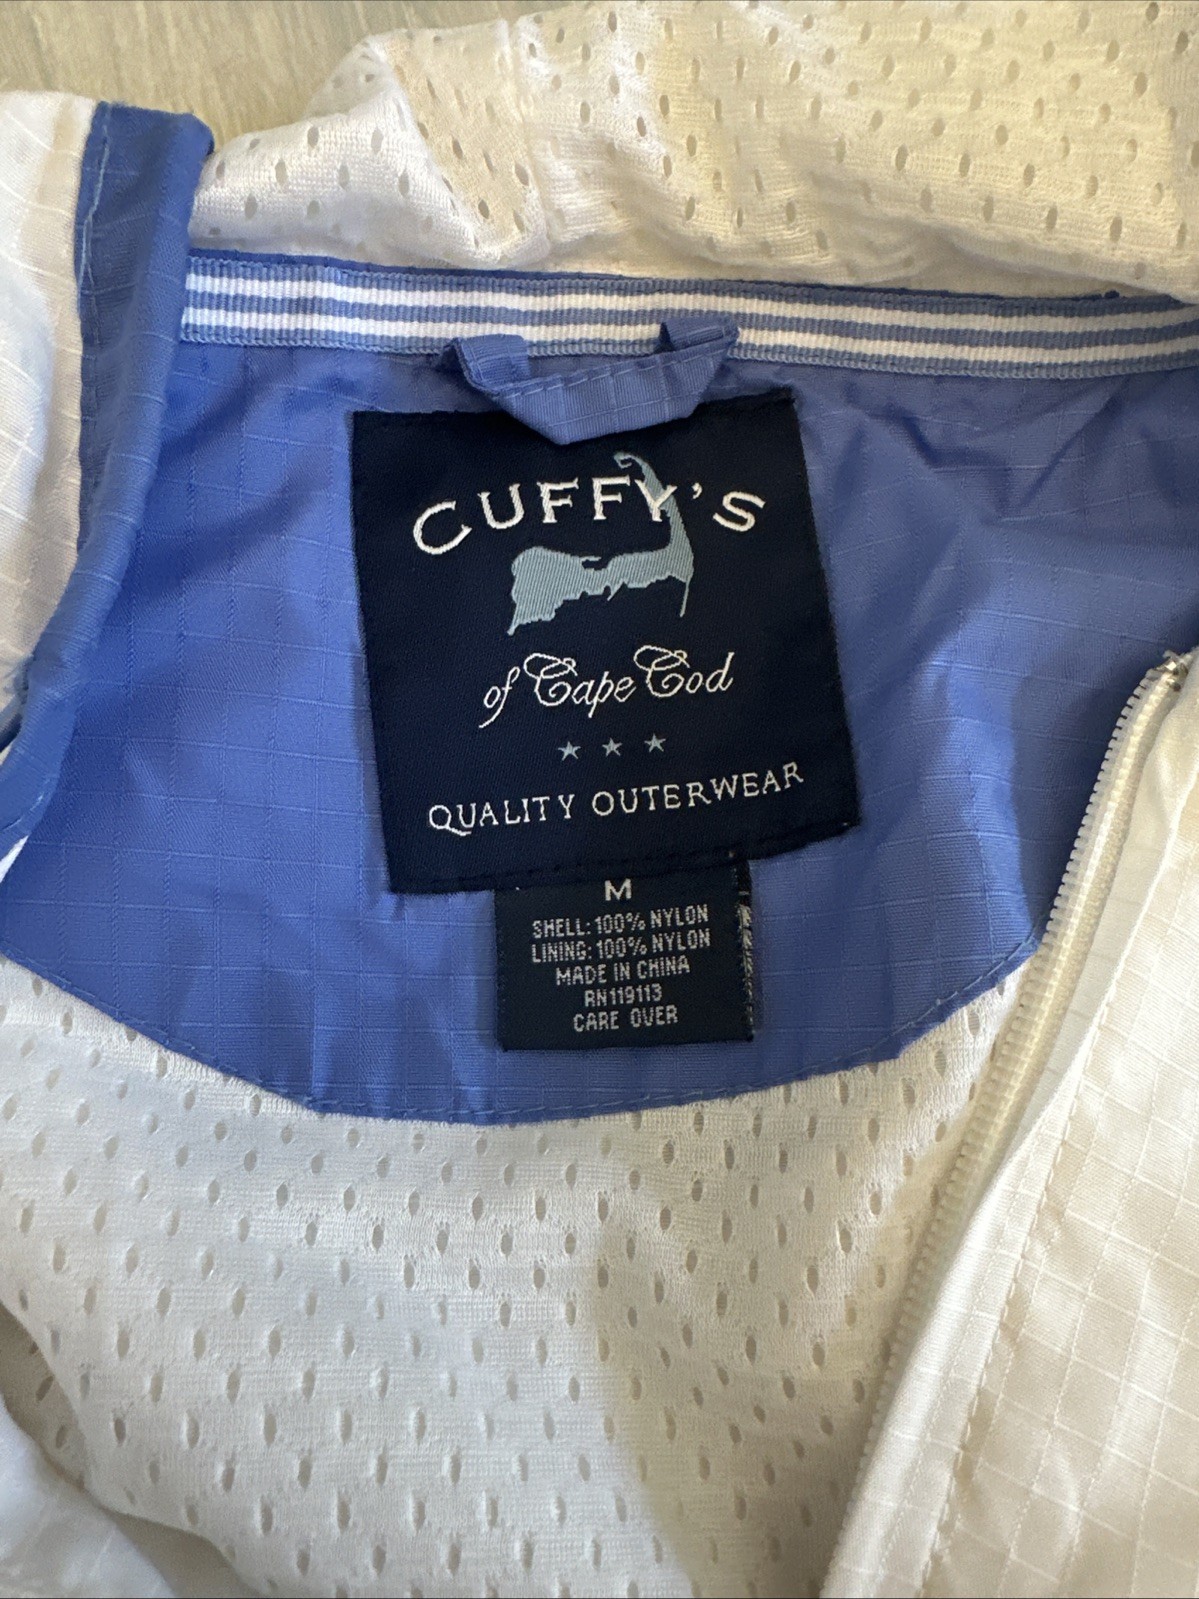 CUFFY'S
of Cape Cod
QUALITY OUTERWEAR
M
SHELL: 100% NYLON
LINING: 100% NYLON
MADE IN CHINA
RN119113
CARE OVER